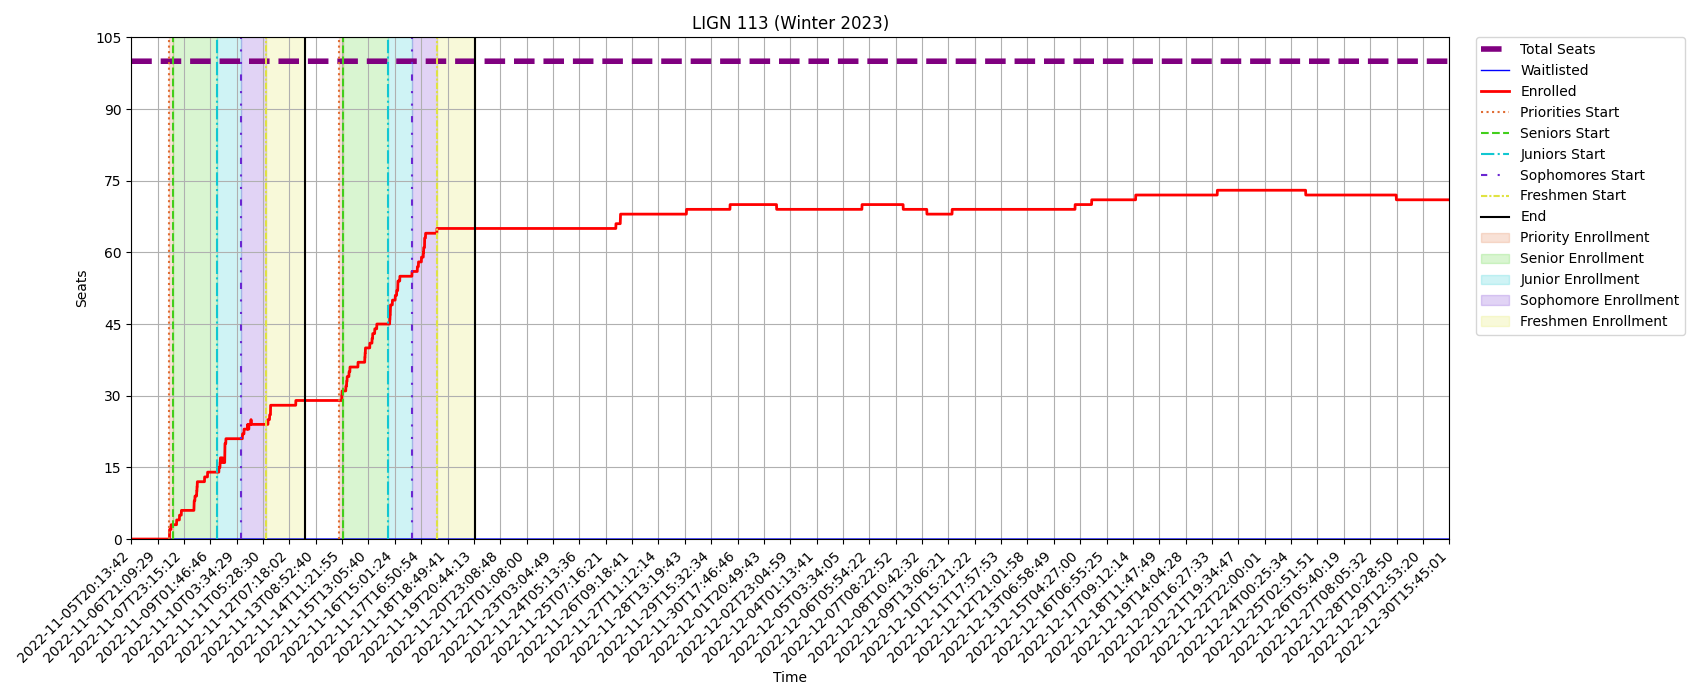 LIGN 113 (Winter 2023)
105
90
75
60
45
30
15
0
Seats
2022-11-05T20:13:42
2022-11-06T21:09:29
2022-11-07T23:15:12
2022-11-09T01:46:46
2022-11-10T03:34:29
2022-11-11T05:28:30
2022-11-12T07:18:02
2022-11-13T08:52:40
2022-11-14T11:21:55
2022-11-15T13:05:40
2022-11-16T15:01:24
2022-11-17T16:50:54
2022-11-18T18:49:41
2022-11-19T20:44:13
2022-11-20T23:08:48
2022-11-22T01:08:00
2022-11-23T03:04:49
2022-11-24T05:13:36
2022-11-25T07:16:21
2022-11-26T09:18:41
2022-11-27T11:12:14
2022-11-28T13:19:43
2022-11-29T15:32:34
2022-11-30T17:46:46
2022-12-01T20:49:43
2022-12-02T23:04:59
2022-12-04T01:13:41
2022-12-05T03:34:05
2022-12-06T05:54:22
2022-12-07T08:22:52
2022-12-08T10:42:32
2022-12-09T13:06:21
2022-12-10T15:21:22
2022-12-11T17:57:53
2022-12-12T21:01:58
2022-12-13T06:58:49
2022-12-15T04:27:00
2022-12-16T06:55:25
2022-12-17T09:12:14
2022-12-18T11:47:49
2022-12-19T14:04:28
2022-12-20T16:27:33
2022-12-21T19:34:47
2022-12-22T22:00:01
2022-12-24T00:25:34
2022-12-25T02:51:51
2022-12-26T05:40:19
2022-12-27T08:05:32
2022-12-28T10:28:50
2022-12-29T12:53:20
2022-12-30T15:45:01
Time
Total Seats
Waitlisted
Enrolled
Priorities Start
Seniors Start
Juniors Start
Sophomores Start
Freshmen Start
End
Priority Enrollment
Senior Enrollment
Junior Enrollment
Sophomore Enrollment
Freshmen Enrollment